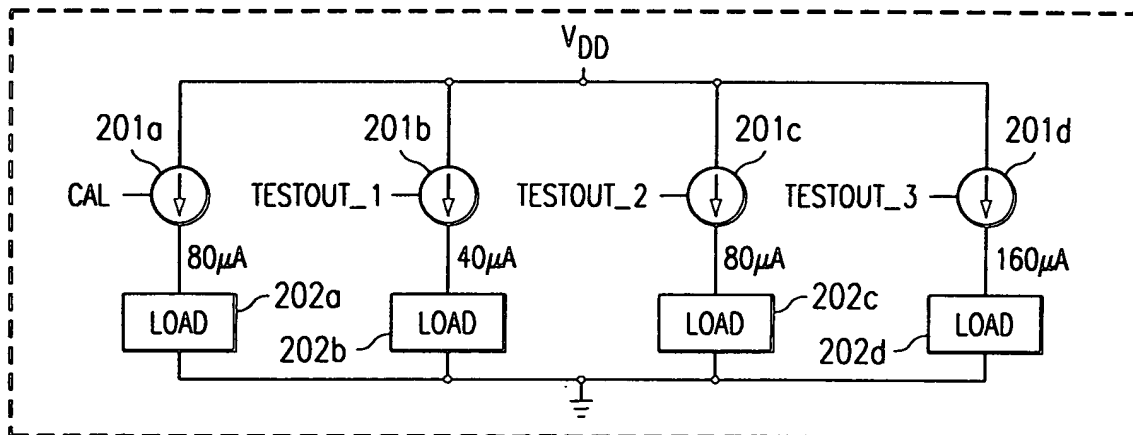 VDD
201a
201b
201c
201d
CAL
TESTOUT_1
TESTOUT_2
TESTOUT_3
80μA
40μA
80μA
160μA
LOAD
202a
LOAD
202b
LOAD
202c
LOAD
202d